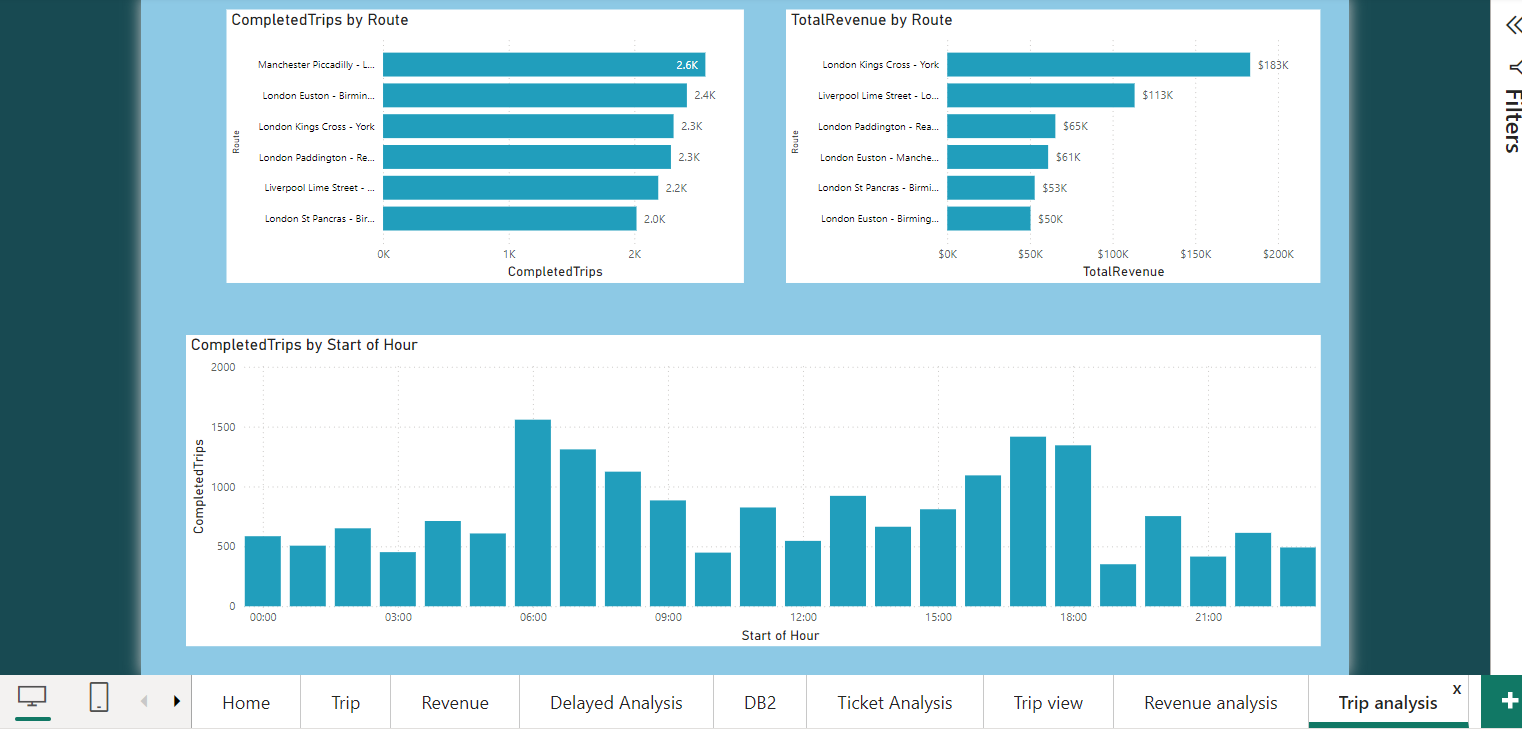 CompletedTrips by Route
Route
Manchester Piccadilly - L... 2.6K
London Euston - Birmin... 2.4K
London Kings Cross - York 2.3K
London Paddington - Re... 2.3K
Liverpool Lime Street - ... 2.2K
London St Pancras - Bir... 2.0K
0K 1K 2K
CompletedTrips
TotalRevenue by Route
Route
London Kings Cross - York $183K
Liverpool Lime Street - Lo... $113K
London Paddington - Rea... $65K
London Euston - Manche... $61K
London St Pancras - Birmi... $53K
London Euston - Birming... $50K
$0K $50K $100K $150K $200K
TotalRevenue
Filters
CompletedTrips by Start of Hour
CompletedTrips
2000
1500
1000
500
0
00:00 03:00 06:00 09:00 12:00 15:00 18:00 21:00
Start of Hour
Home Trip Revenue Delayed Analysis DB2 Ticket Analysis Trip view Revenue analysis Trip analysis x